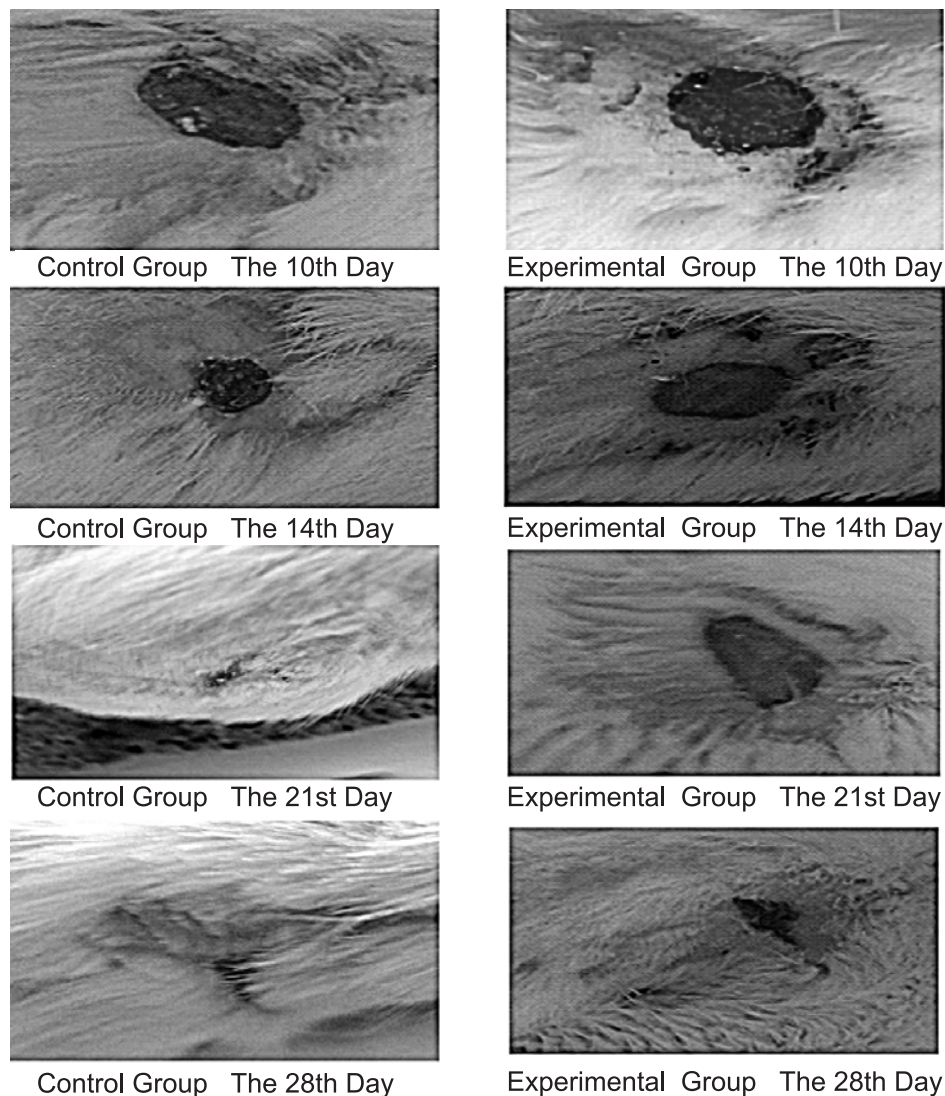 Control Group The 10th Day
Experimental Group The 10th Day
Control Group The 14th Day
Experimental Group The 14th Day
Control Group The 21st Day
Experimental Group The 21st Day
Control Group The 28th Day
Experimental Group The 28th Day